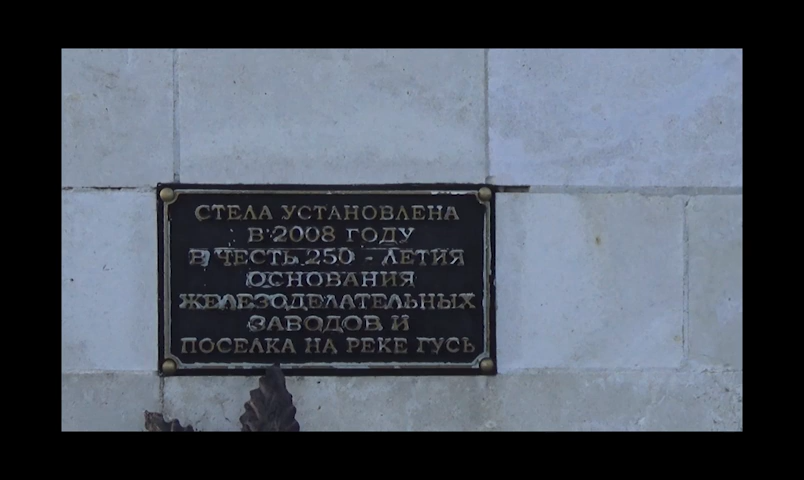 СТЕЛА УСТАНОВЛЕНА
В 2008 ГОДУ
В ЧЕСТЬ 250 - ЛЕТИЯ
ОСНОВАНИЯ
ЖЕЛЕЗОДЕЛАТЕЛЬНЫХ
ЗАВОДОВ И
ПОСЕЛКА НА РЕКЕ ГУСЬ